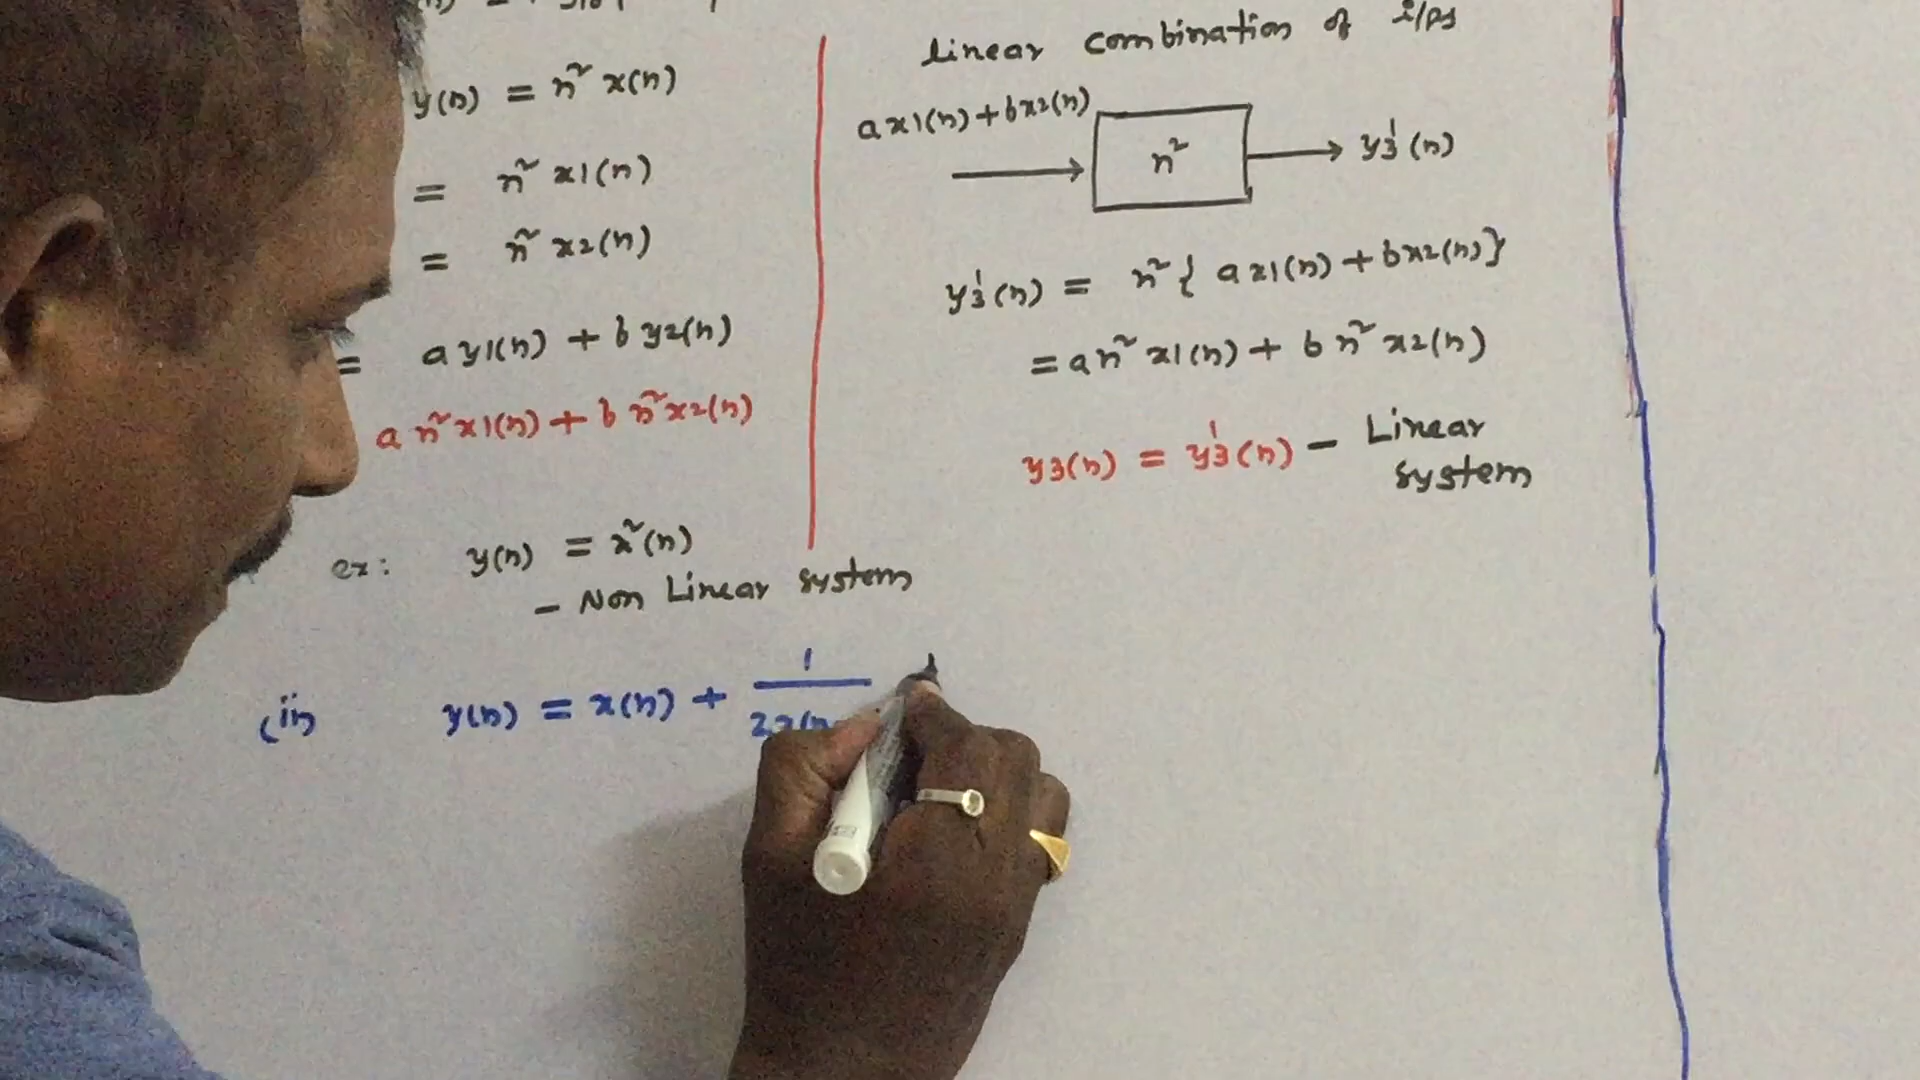 y(n) = n² x(n)
= n² x1(n)
= n² x2(n)
= a y1(n) + b y2(n)
a n² x1(n) + b n² x2(n)
linear combination of i/ps
a x1(n) + b x2(n)
n²
y3'(n)
y3'(n) = n² { a x1(n) + b x2(n) }
= a n² x1(n) + b n² x2(n)
y3(n) = y3'(n) - Linear
system
ex: y(n) = x²(n)
- Non Linear system
(ii) y(n) = x(n) + 1
2x(n